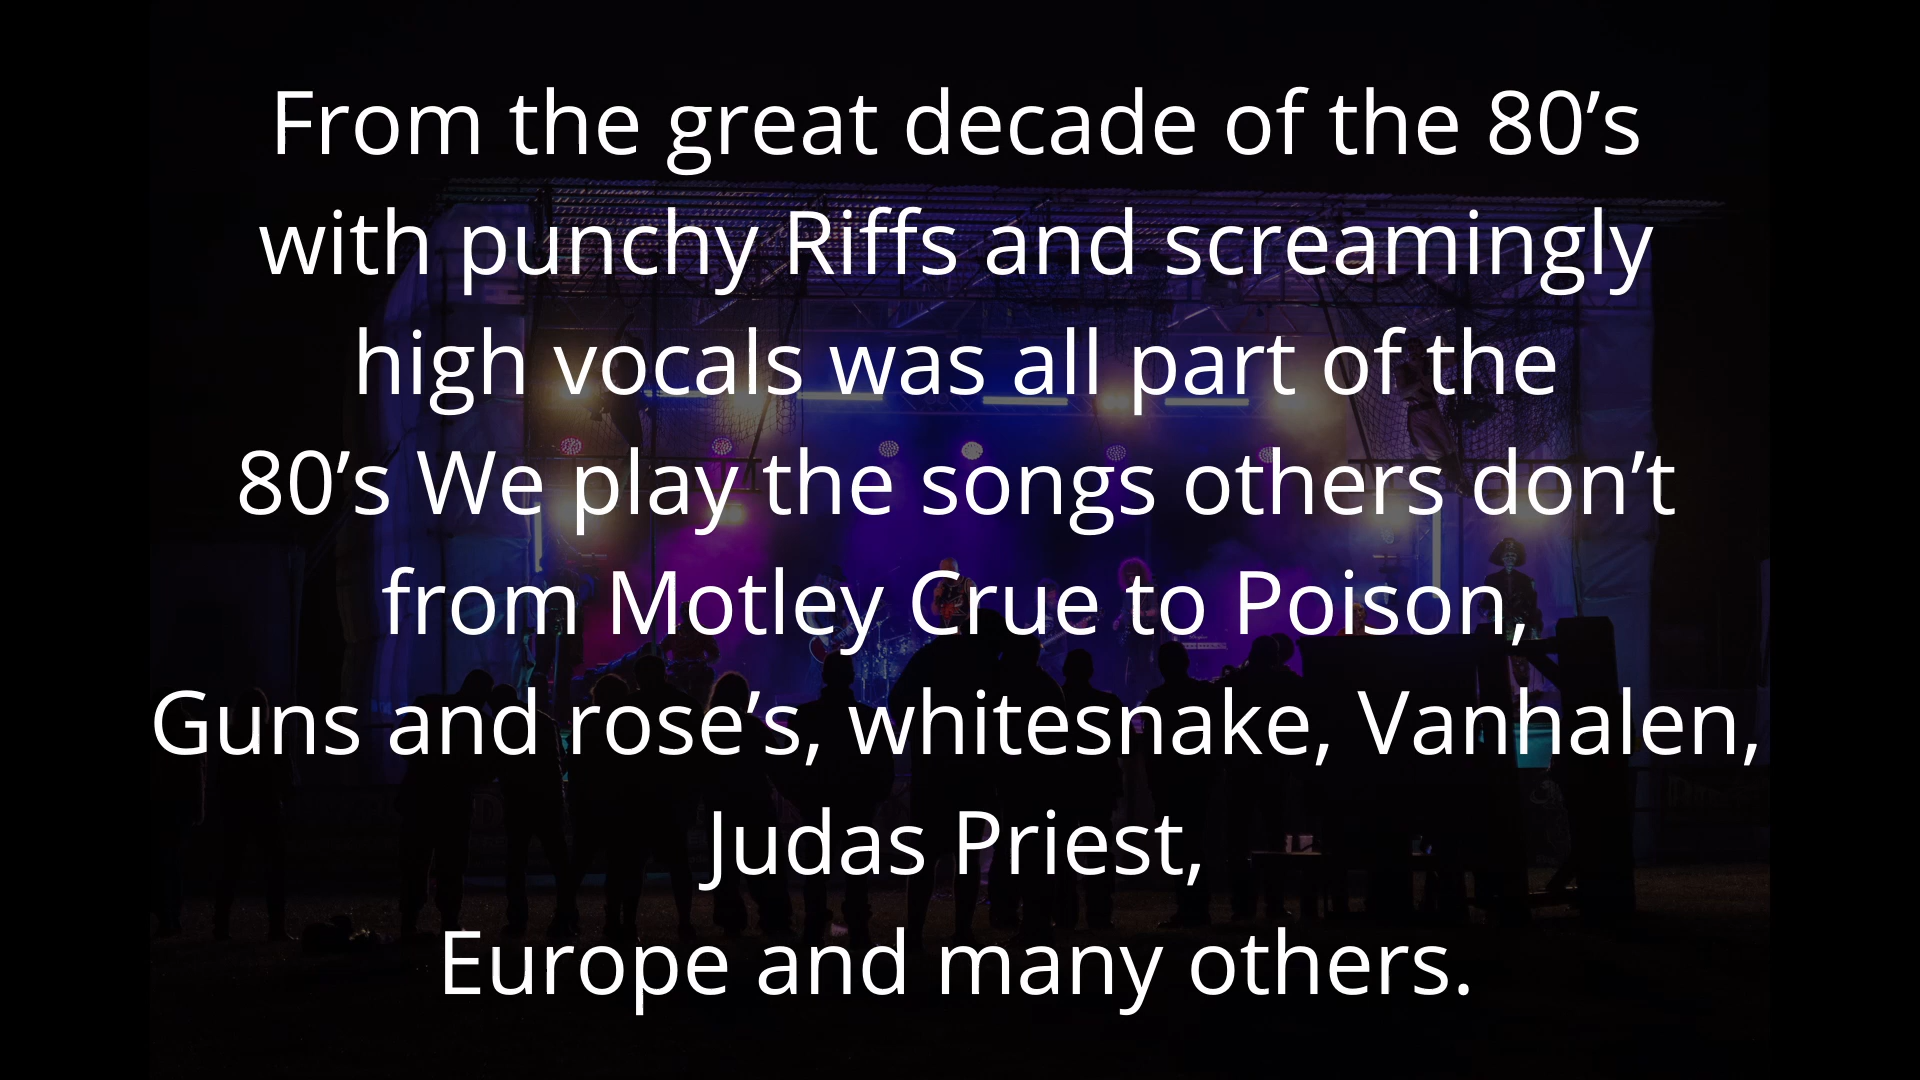 From the great decade of the 80’s
with punchy Riffs and screamingly
high vocals was all part of the
80’s We play the songs others don’t
from Motley Crue to Poison,
Guns and rose’s, whitesnake, Vanhalen,
Judas Priest,
Europe and many others.